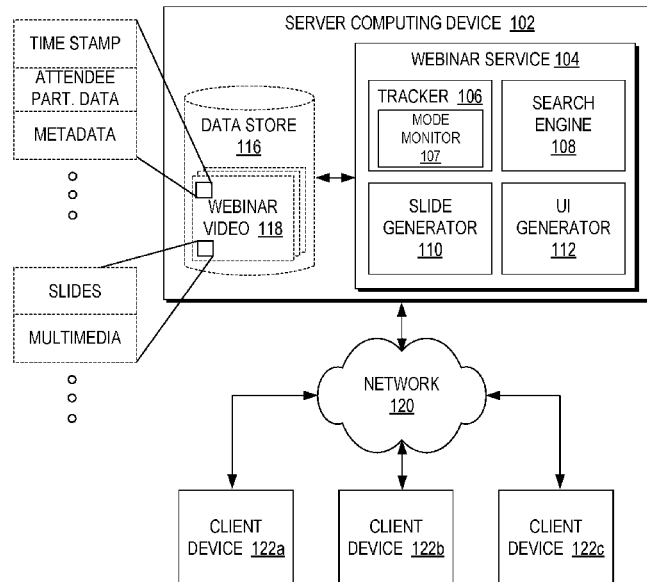 SERVER COMPUTING DEVICE 102
WEBINAR SERVICE 104
TIME STAMP
ATTENDEE
PART. DATA
METADATA
DATA STORE
116
WEBINAR
VIDEO 118
TRACKER 106
MODE
MONITOR
107
SEARCH
ENGINE
108
SLIDE
GENERATOR
110
UI
GENERATOR
112
SLIDES
MULTIMEDIA
NETWORK
120
CLIENT
DEVICE 122a
CLIENT
DEVICE 122b
CLIENT
DEVICE 122c